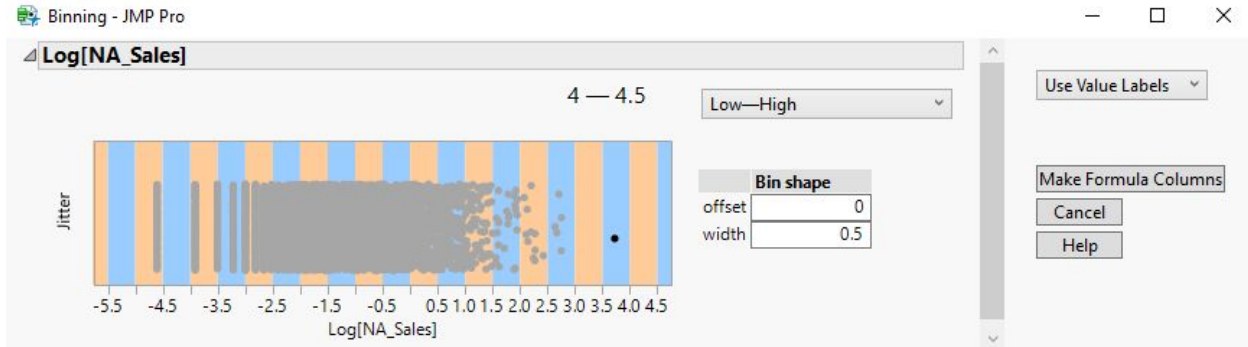 Binning - JMP Pro
Log[NA_Sales]
4 — 4.5
Low—High
Use Value Labels
Jitter
Bin shape
offset 0
width 0.5
Make Formula Columns
Cancel
Help
-5.5 -4.5 -3.5 -2.5 -1.5 -0.5 0.5 1.0 1.5 2.0 2.5 3.0 3.5 4.0 4.5
Log[NA_Sales]